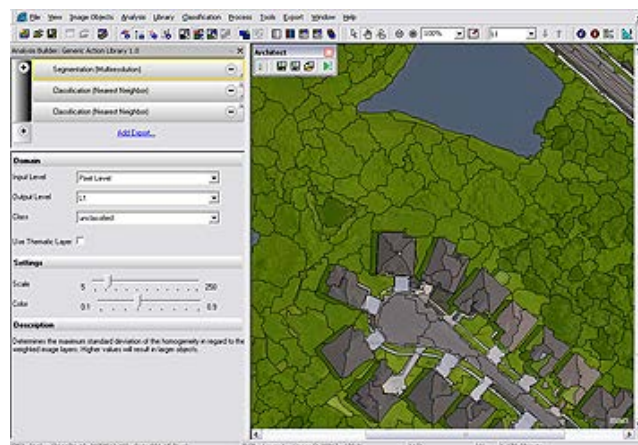 File View Image Objects Analysis Library Classification Process Tools Export Window Help
100% L1
Analysis Builder: Generic Action Library 1.0
Architect
Segmentation (Multiresolution)
Classification (Nearest Neighbor)
Classification (Nearest Neighbor)
Add Export...
Domain
Input Level Pixel Level
Output Level L1
Class unclassified
Use Thematic Layer
Settings
Scale 5 250
Color 0.1 0.9
Description
Determines the maximum standard deviation of the homogeneity in regard to the
weighted image layers. Higher values will result in larger objects.